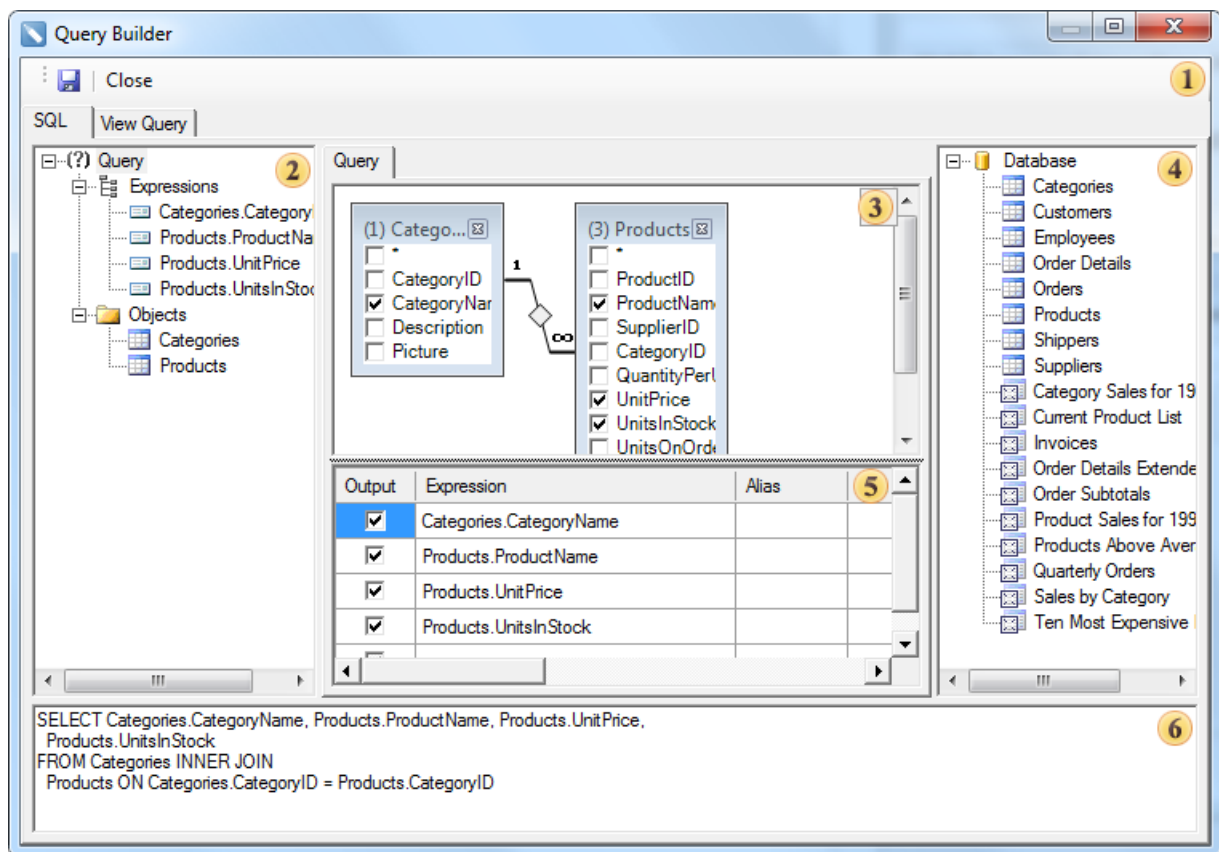 Query Builder
Close
1
SQL
View Query
(?) Query
2
Expressions
Categories.Category
Products.ProductNa
Products.UnitPrice
Products.UnitsInStoc
Objects
Categories
Products
Query
3
(1) Catego...
*
CategoryID
CategoryNar
Description
Picture
1
∞
(3) Products
*
ProductID
ProductNam
SupplierID
CategoryID
QuantityPerU
UnitPrice
UnitsInStock
UnitsOnOrde
Output Expression Alias
5
Categories.CategoryName
Products.ProductName
Products.UnitPrice
Products.UnitsInStock
Database
4
Categories
Customers
Employees
Order Details
Orders
Products
Shippers
Suppliers
Category Sales for 19
Current Product List
Invoices
Order Details Extende
Order Subtotals
Product Sales for 199
Products Above Aver
Quarterly Orders
Sales by Category
Ten Most Expensive
SELECT Categories.CategoryName, Products.ProductName, Products.UnitPrice,
Products.UnitsInStock
FROM Categories INNER JOIN
Products ON Categories.CategoryID = Products.CategoryID
6